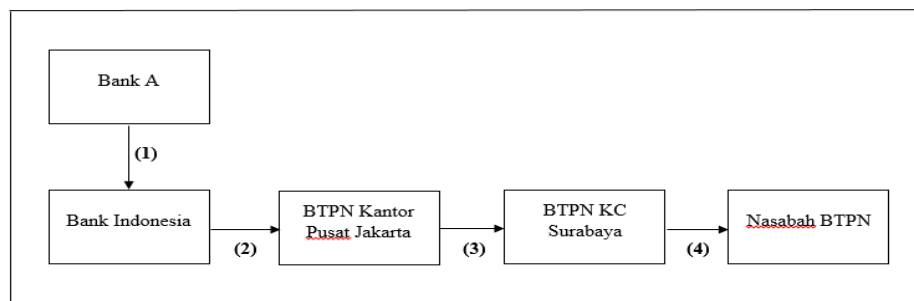 Bank A
(1)
Bank Indonesia
(2)
BTPN Kantor
Pusat Jakarta
(3)
BTPN KC
Surabaya
(4)
Nasabah BTPN